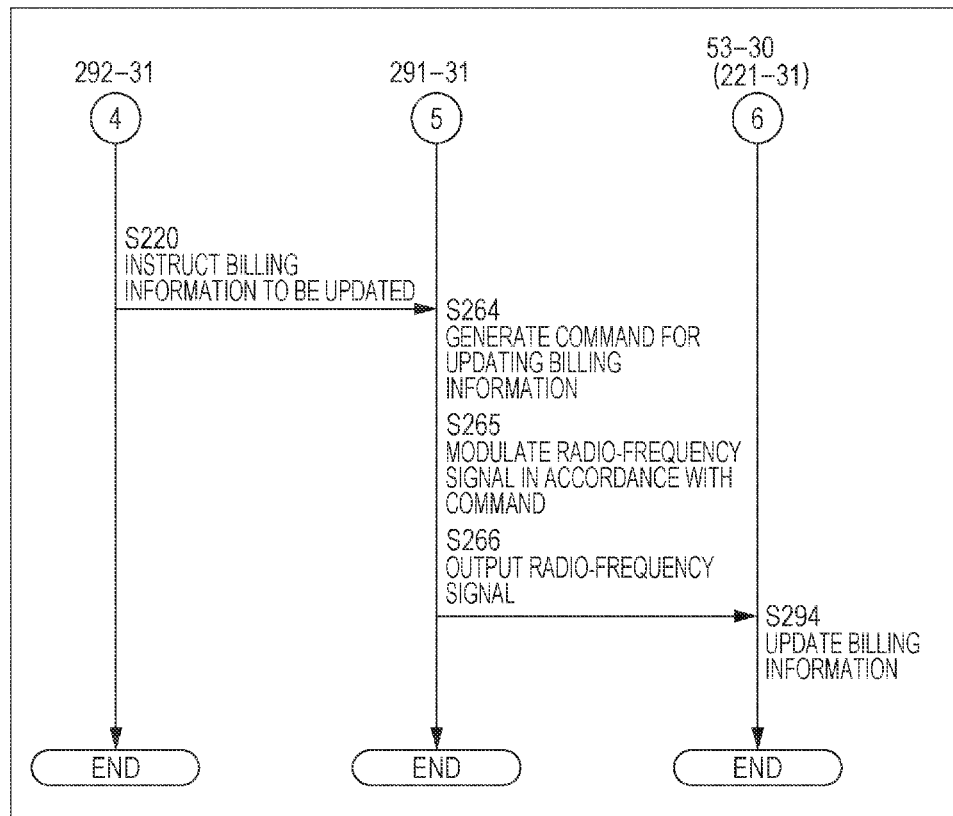 292–31
291–31
53–30
(221–31)
4
5
6
S220
INSTRUCT BILLING
INFORMATION TO BE UPDATED
S264
GENERATE COMMAND FOR
UPDATING BILLING
INFORMATION
S265
MODULATE RADIO-FREQUENCY
SIGNAL IN ACCORDANCE WITH
COMMAND
S266
OUTPUT RADIO-FREQUENCY
SIGNAL
S294
UPDATE BILLING
INFORMATION
END
END
END